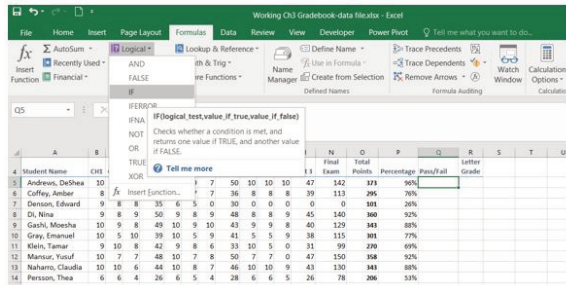 Working Ch3 Gradebook-data file.xlsx - Excel
File Home Insert Page Layout Formulas Data Review View Developer Power Pivot Tell me what you want to do...
Insert Function
AutoSum
Recently Used
Financial
Logical
Lookup & Reference
Name Manager
Define Name
Use in Formula
Create from Selection
Defined Names
Trace Precedents
Trace Dependents
Remove Arrows
Formula Auditing
Watch Window
Calculation Options
AND
FALSE
IF
IFERROR
IFNA
NOT
OR
TRUE
XOR
fx Insert Function...
IF(logical_test,value_if_true,value_if_false)
Checks whether a condition is met, and
returns one value if TRUE, and another value
if FALSE.
Tell me more
Q5
A B N O P Q R S T U
4 Student Name CH1 Final Exam Total Points Percentage Pass/Fail Letter Grade
5 Andrews, DeShea 10 7 50 10 10 10 47 142 373 96%
6 Coffey, Amber 8 7 36 8 8 8 39 113 295 76%
7 Denson, Edward 9 8 8 35 6 5 0 30 0 0 0 0 0 101 26%
8 Di, Nina 8 9 9 50 9 8 9 48 8 8 9 45 140 360 92%
9 Gashi, Moesha 10 9 8 49 10 9 10 43 9 9 8 40 129 343 88%
10 Gray, Emanuel 10 5 10 39 10 5 9 41 5 5 9 38 115 301 77%
11 Klein, Tamar 9 10 8 42 9 8 6 33 10 5 0 31 99 270 69%
12 Mansur, Yusuf 10 7 7 48 10 7 8 50 7 7 0 47 150 358 92%
13 Naharro, Claudia 10 10 6 44 10 8 7 46 10 10 9 43 130 343 88%
14 Persson, Thea 6 6 4 26 6 5 4 28 6 6 5 26 78 206 53%